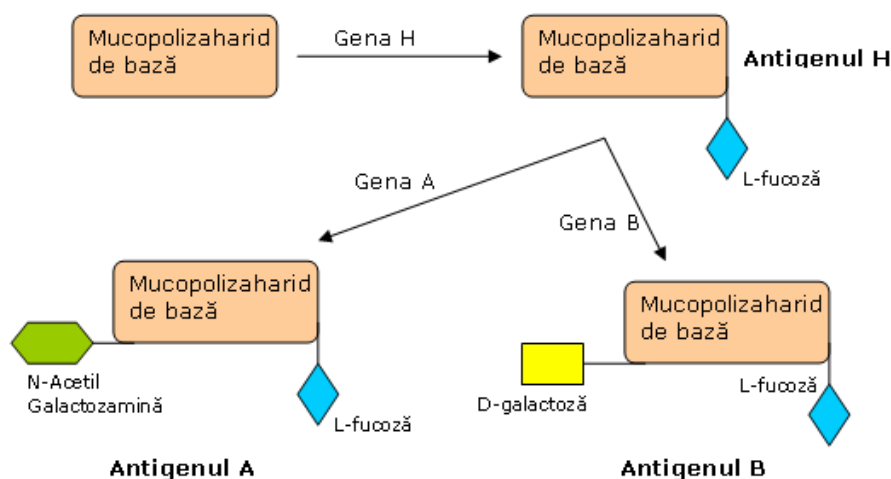 Mucopolizaharid
de bază
Gena H
Mucopolizaharid
de bază
Antigenul H
L-fucoză
Gena A
Gena B
Mucopolizaharid
de bază
N-Acetil
Galactozamină
L-fucoză
Antigenul A
Mucopolizaharid
de bază
D-galactoză
L-fucoză
Antigenul B